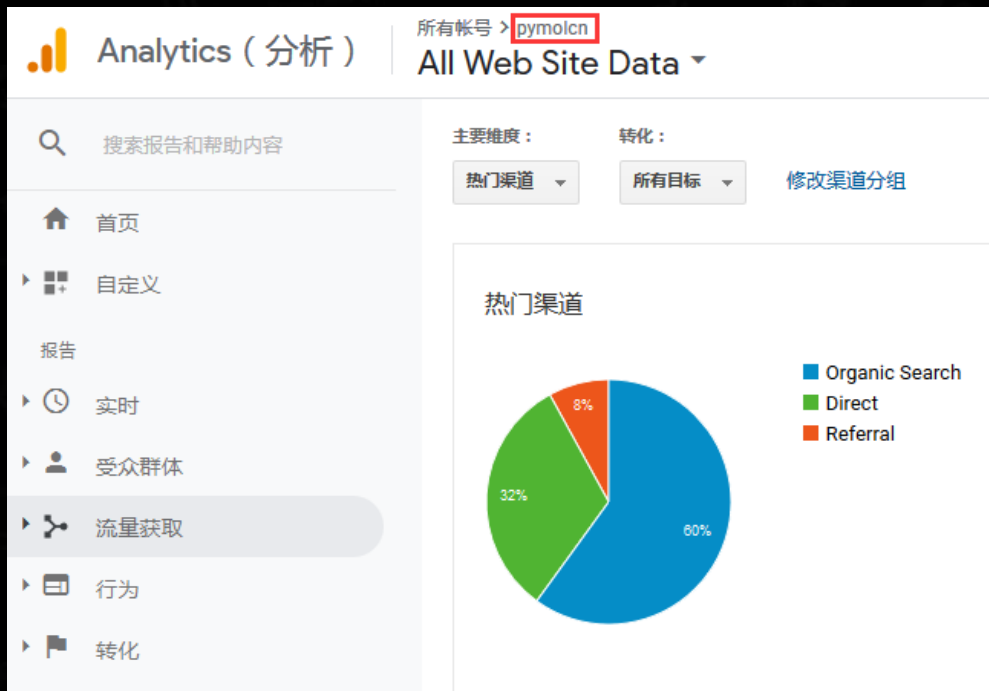 所有帐号 > pymolcn
Analytics（分析）
All Web Site Data
搜索报告和帮助内容
主要维度：
转化：
热门渠道
所有目标
修改渠道分组
首页
自定义
报告
实时
受众群体
流量获取
行为
转化
热门渠道
Organic Search
Direct
Referral
8%
32%
60%